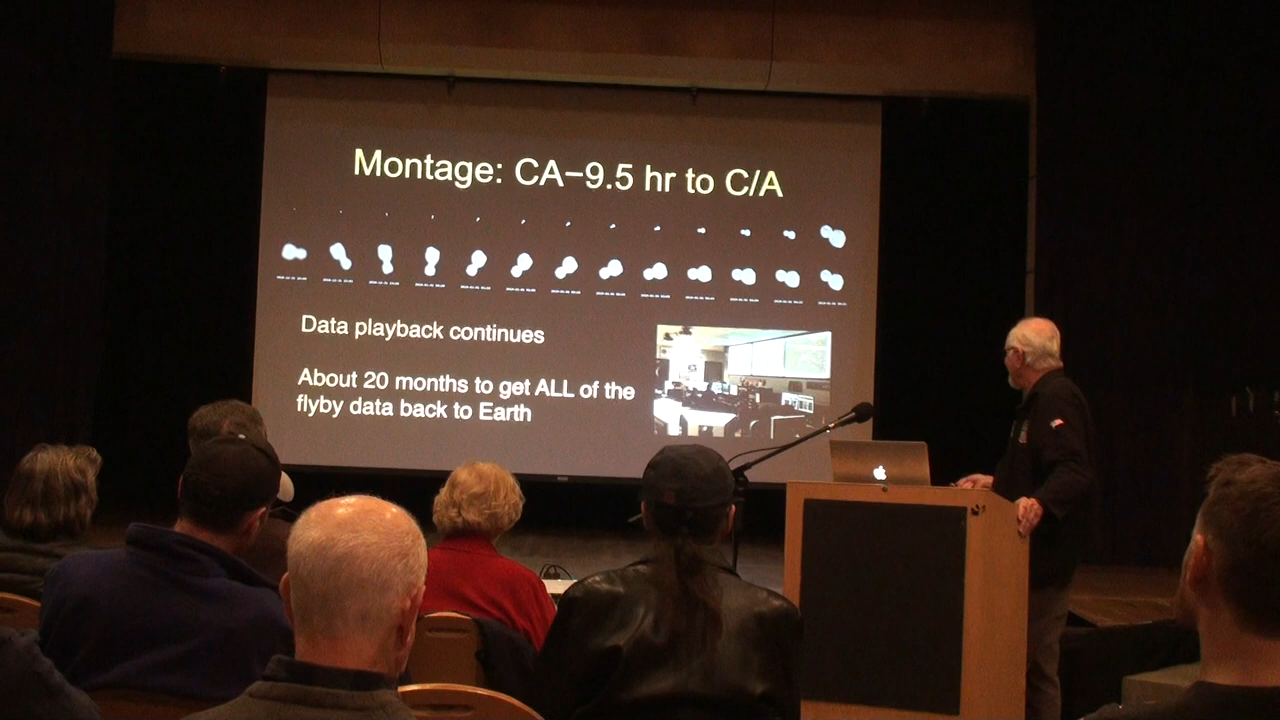 Montage: CA−9.5 hr to C/A
Data playback continues
About 20 months to get ALL of the
flyby data back to Earth